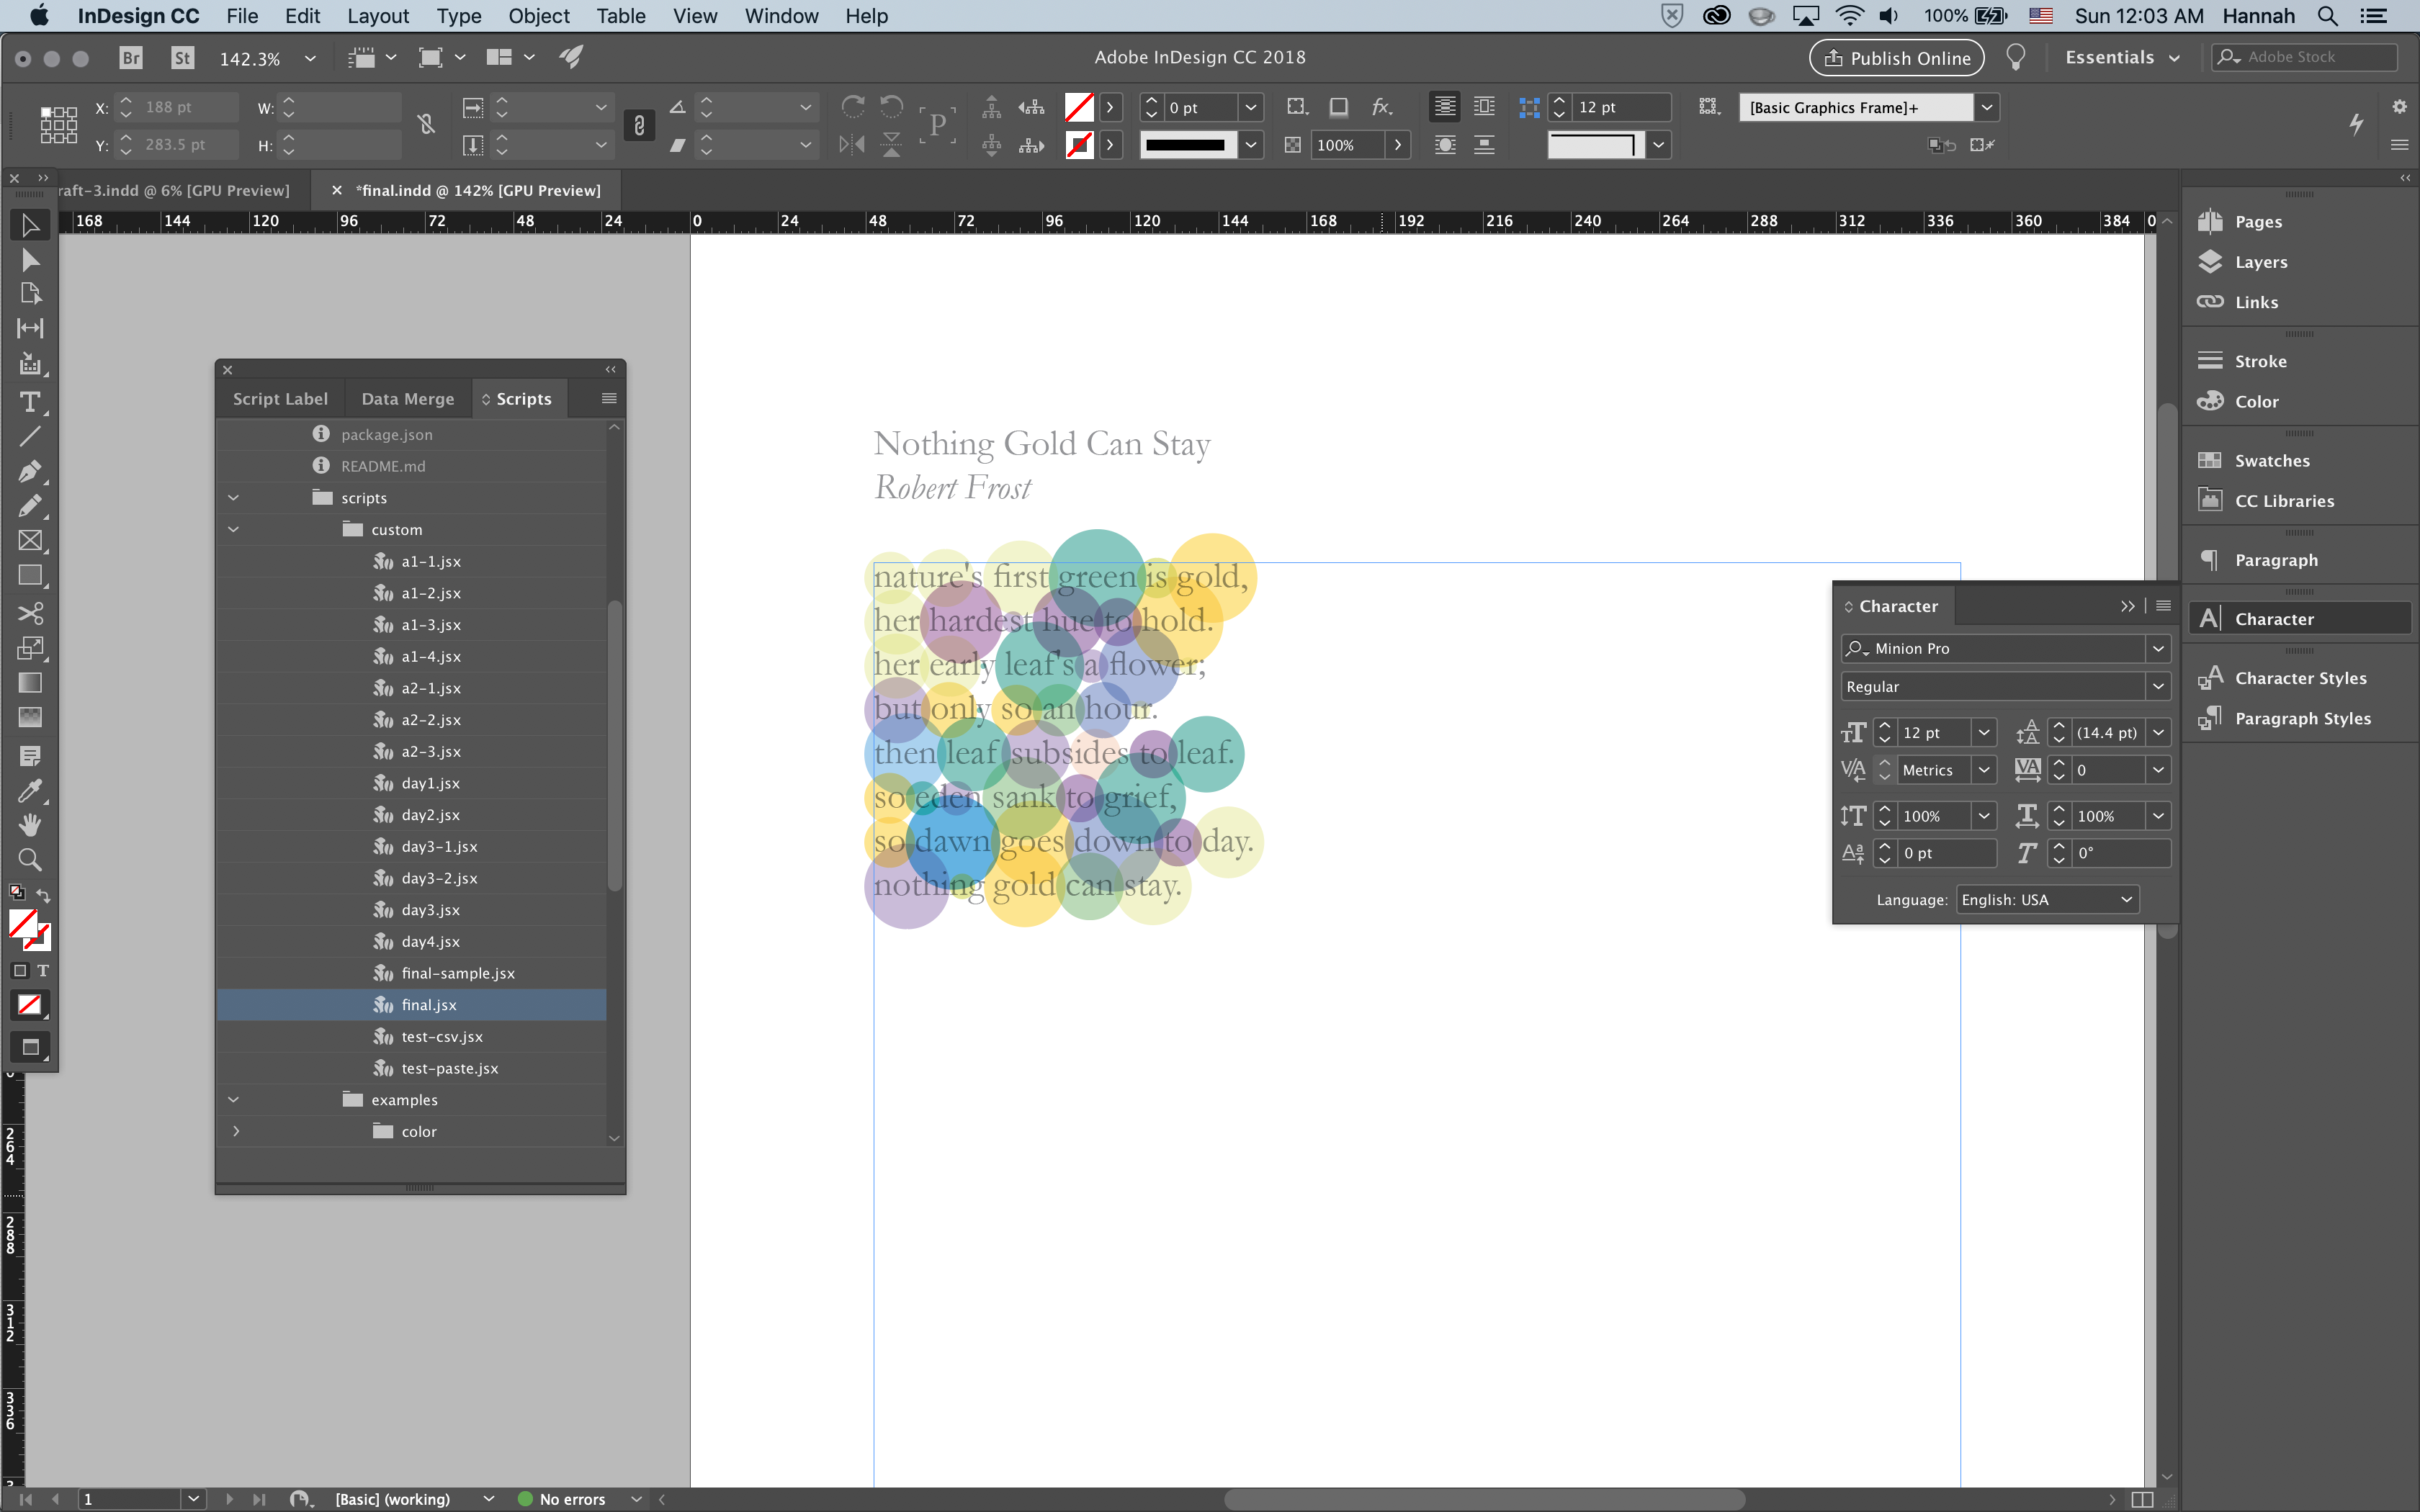 InDesign CC File Edit Layout Type Object Table View Window Help 100% Sun 12:03 AM Hannah
Br St 142.3% Adobe InDesign CC 2018 Publish Online Essentials Adobe Stock
X: 188 pt W: 0 pt 12 pt [Basic Graphics Frame]+
Y: 283.5 pt H: 100%
raft-3.indd @ 6% [GPU Preview] *final.indd @ 142% [GPU Preview]
168 144 120 96 72 48 24 0 24 48 72 96 120 144 168 192 216 240 264 288 312 336 360 384
Script Label Data Merge Scripts
package.json
README.md
scripts
custom
a1-1.jsx
a1-2.jsx
a1-3.jsx
a1-4.jsx
a2-1.jsx
a2-2.jsx
a2-3.jsx
day1.jsx
day2.jsx
day3-1.jsx
day3-2.jsx
day3.jsx
day4.jsx
final-sample.jsx
final.jsx
test-csv.jsx
test-paste.jsx
examples
color
264
288
312
336
Nothing Gold Can Stay
Robert Frost
nature's first green is gold,
her hardest hue to hold.
her early leaf's a flower;
but only so an hour.
then leaf subsides to leaf.
so eden sank to grief,
so dawn goes down to day.
nothing gold can stay.
Character
Minion Pro
Regular
12 pt (14.4 pt)
Metrics 0
100% 100%
0 pt 0°
Language: English: USA
Pages
Layers
Links
Stroke
Color
Swatches
CC Libraries
Paragraph
Character
Character Styles
Paragraph Styles
1 [Basic] (working) No errors